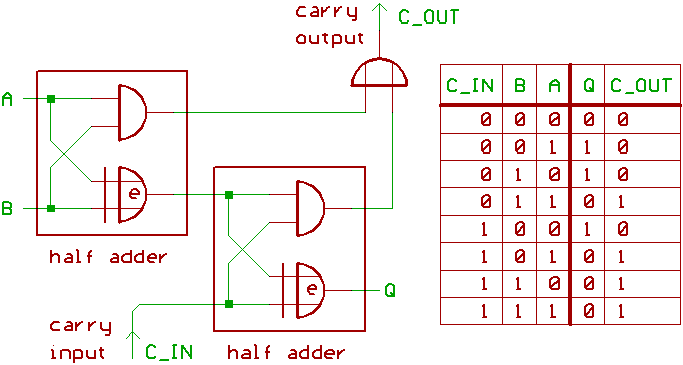 carry
output
C_OUT
A
e
B
half adder
e
Q
carry
input
C_IN
half adder
C_IN B A Q C_OUT
0 0 0 0 0
0 0 1 1 0
0 1 0 1 0
0 1 1 0 1
1 0 0 1 0
1 0 1 0 1
1 1 0 0 1
1 1 1 0 1